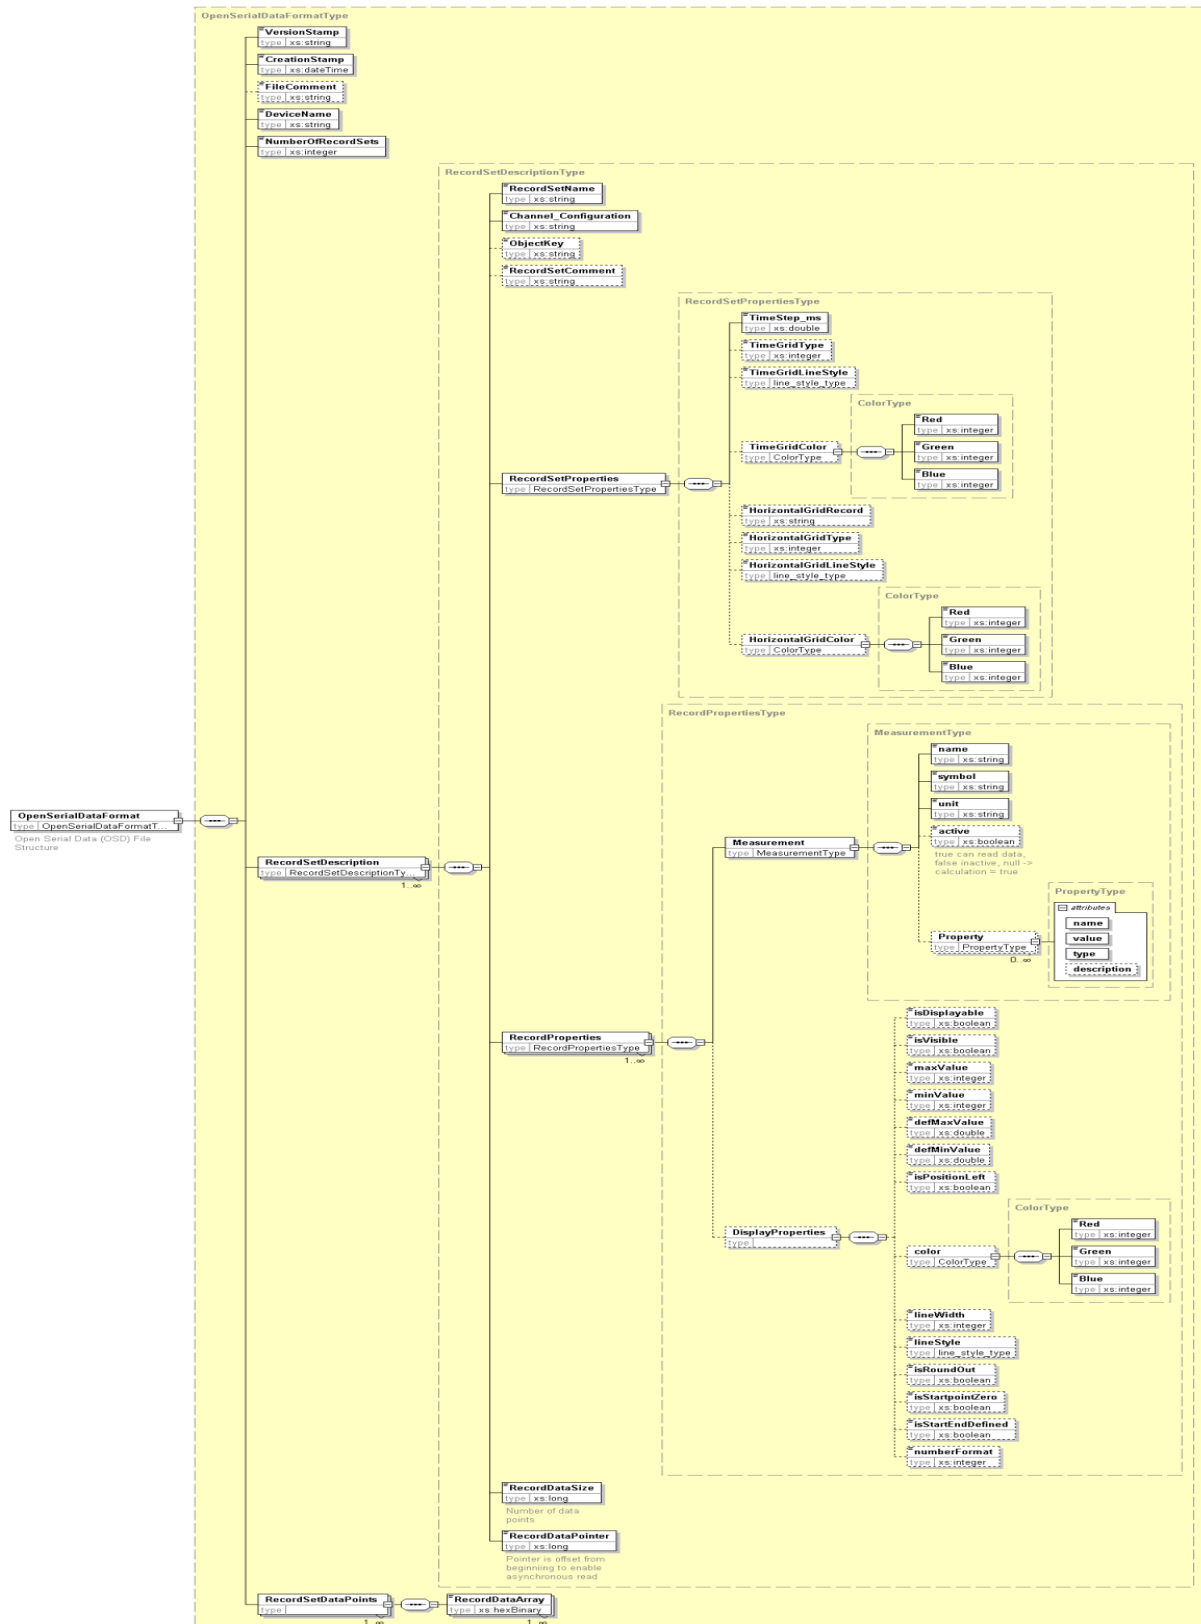 OpenSerialDataFormatType
VersionStamp
type xs:string
CreationStamp
type xs:dateTime
FileComment
type xs:string
DeviceName
type xs:string
NumberOfRecordSets
type xs:integer
RecordSetDescriptionType
RecordSetName
type xs:string
Channel_Configuration
type xs:string
ObjectKey
type xs:string
RecordSetComment
type xs:string
RecordSetPropertiesType
TimeStep_ms
type xs:double
TimeGridType
type xs:integer
TimeGridLineStyle
type line_style_type
ColorType
Red
type xs:integer
TimeGridColor
type ColorType
Green
type xs:integer
Blue
type xs:integer
RecordSetProperties
type RecordSetPropertiesType
HorizontalGridRecord
type xs:string
HorizontalGridType
type xs:integer
HorizontalGridLineStyle
type line_style_type
ColorType
Red
type xs:integer
HorizontalGridColor
type ColorType
Green
type xs:integer
Blue
type xs:integer
RecordPropertiesType
MeasurementType
name
type xs:string
symbol
type xs:string
unit
type xs:string
OpenSerialDataFormat
type OpenSerialDataFormatT...
Open Serial Data (OSD) File
Structure
active
type xs:boolean
true can read data,
false inactive, null ->
calculation = true
Measurement
type MeasurementType
RecordSetDescription
type RecordSetDescriptionTy...
1..∞
PropertyType
attributes
name
value
type
description
Property
type PropertyType
0..∞
isDisplayable
type xs:boolean
RecordProperties
type RecordPropertiesType
1..∞
isVisible
type xs:boolean
maxValue
type xs:integer
minValue
type xs:integer
defMaxValue
type xs:double
defMinValue
type xs:double
isPositionLeft
type xs:boolean
ColorType
Red
type xs:integer
DisplayProperties
type
color
type ColorType
Green
type xs:integer
Blue
type xs:integer
lineWidth
type xs:integer
lineStyle
type line_style_type
isRoundOut
type xs:boolean
isStartpointZero
type xs:boolean
isStartEndDefined
type xs:boolean
numberFormat
type xs:integer
RecordDataSize
type xs:long
Number of data
points
RecordDataPointer
type xs:long
Pointer is offset from
beginning to enable
asynchronous read
RecordSetDataPoints
type
1..∞
RecordDataArray
type xs:hexBinary
1..∞